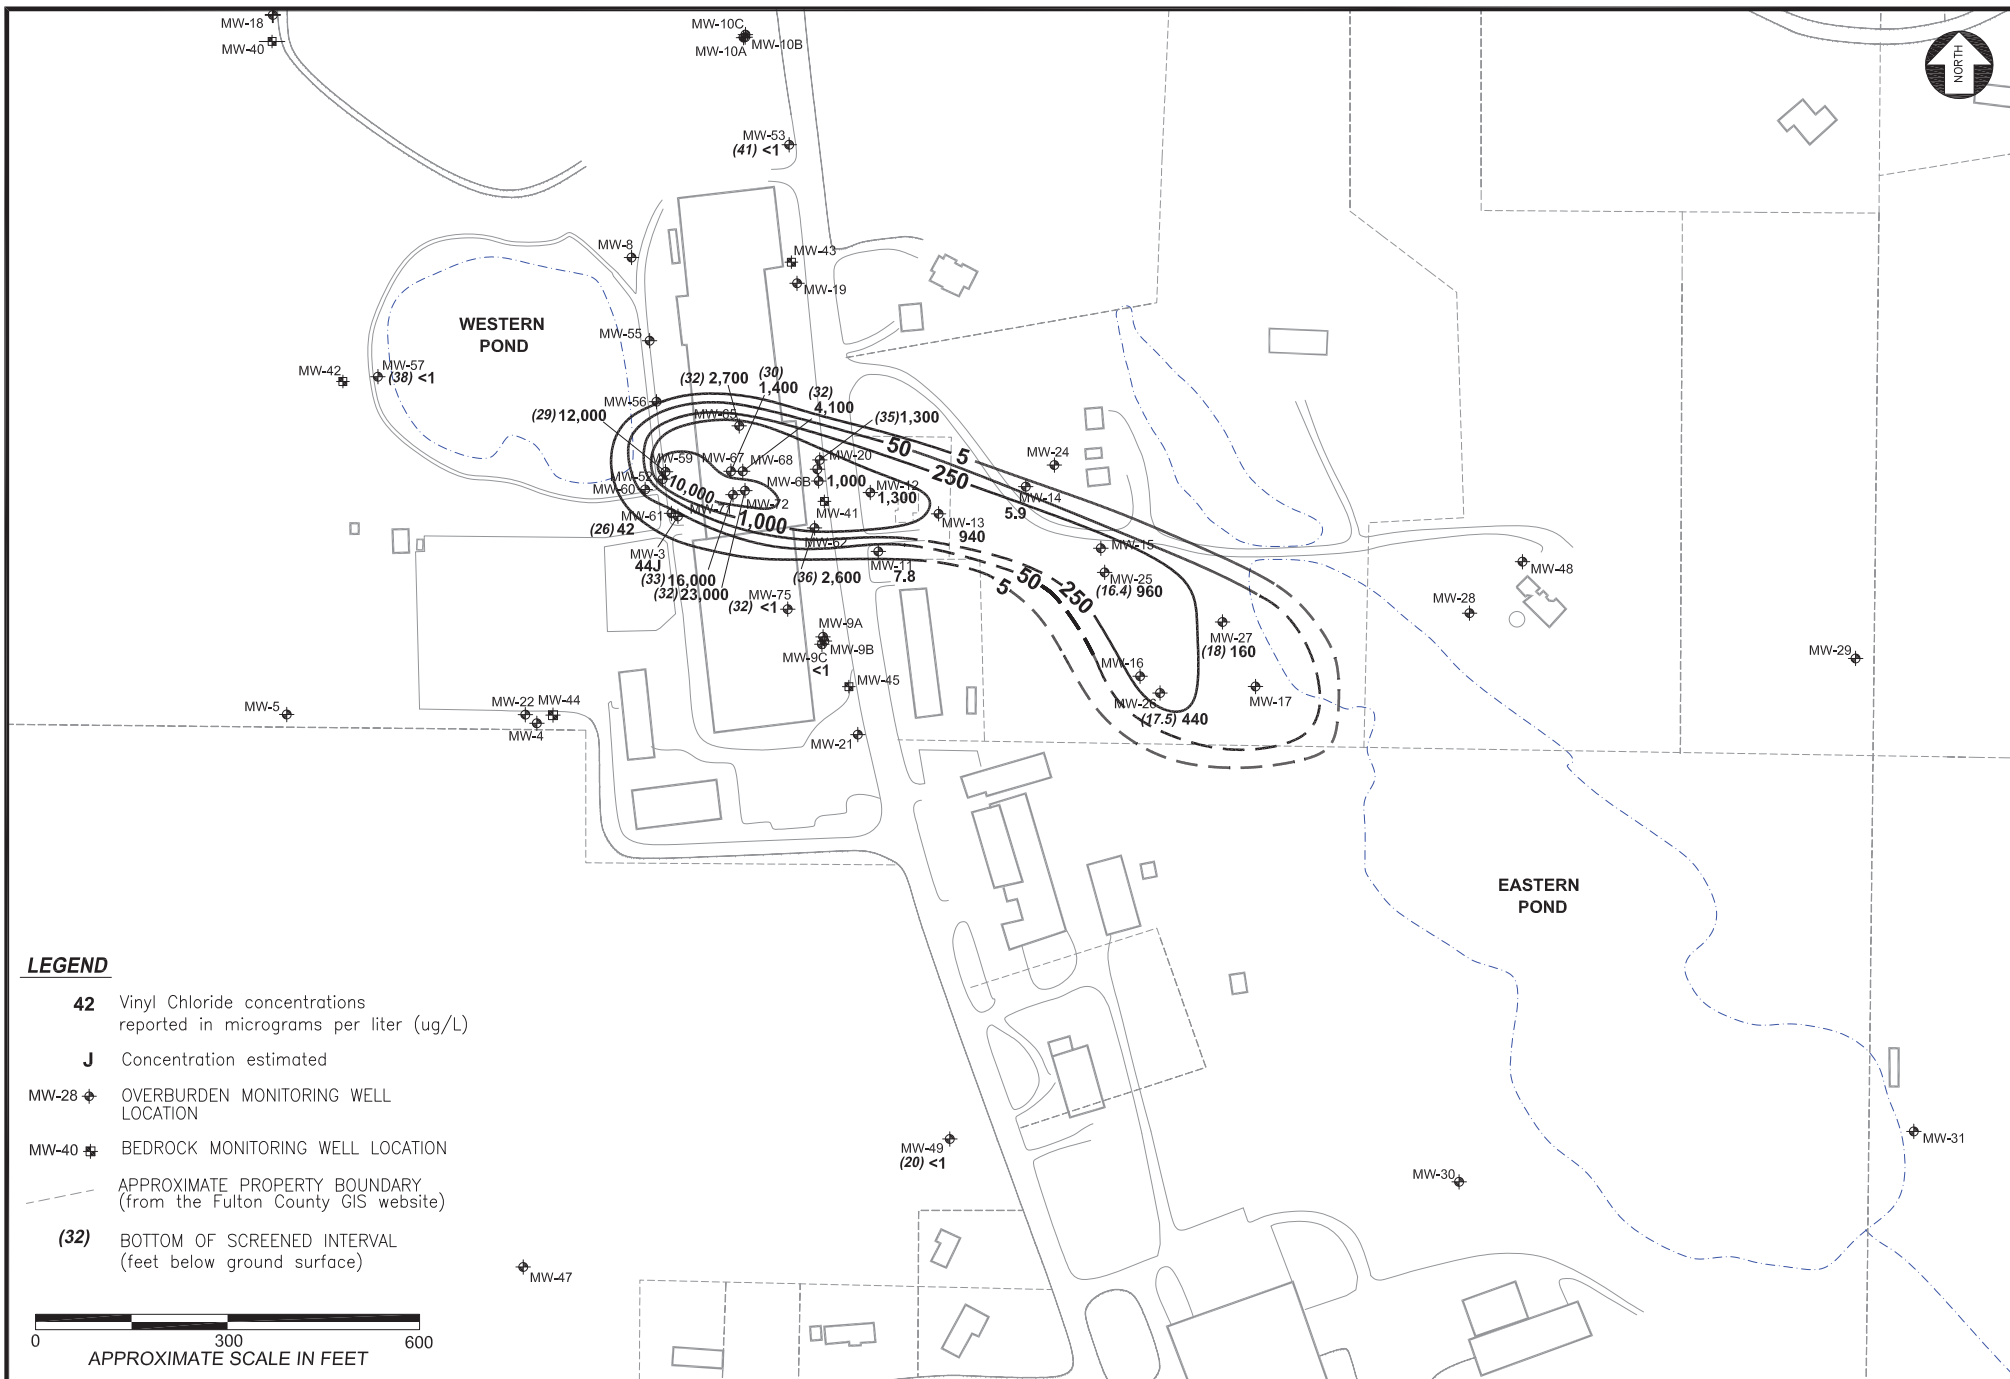 MW-18
MW-40
MW-10C
MW-10B
MW-10A
NORTH
MW-53
(41) <1
MW-8
MW-43
MW-19
WESTERN
POND
MW-55
MW-42
MW-57
(38) <1
(32) 2,700
(30)
1,400
(32)
4,100
MW-56
(29) 12,000
MW-65
(35) 1,300
50
5
250
MW-24
MW-59
MW-67
MW-68
MW-20
MW-52
MW-60
10,000
MW-6B
1,000
MW-12
1,300
MW-14
5.9
MW-72
MW-71
MW-41
MW-61
(26) 42
1,000
MW-13
940
MW-62
MW-3
44J
MW-11
7.8
MW-15
(33) 16,000
(36) 2,600
50
250
5
MW-25
(16.4) 960
MW-48
(32) 23,000
MW-75
(32) <1
MW-28
MW-27
(18) 160
MW-9A
MW-9B
MW-9C
<1
MW-29
MW-16
MW-45
MW-17
MW-26
(17.5) 440
MW-5
MW-22
MW-44
MW-4
MW-21
EASTERN
POND
LEGEND
42 Vinyl Chloride concentrations
reported in micrograms per liter (ug/L)
J Concentration estimated
MW-28 OVERBURDEN MONITORING WELL
LOCATION
MW-40 BEDROCK MONITORING WELL LOCATION
APPROXIMATE PROPERTY BOUNDARY
(from the Fulton County GIS website)
(32) BOTTOM OF SCREENED INTERVAL
(feet below ground surface)
MW-49
(20) <1
MW-31
MW-30
MW-47
0 300 600
APPROXIMATE SCALE IN FEET